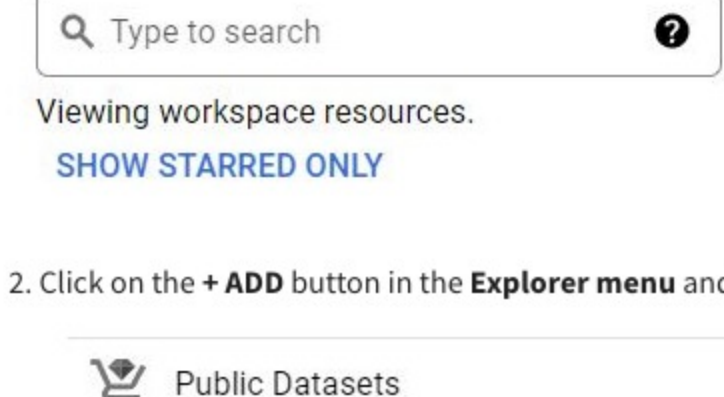 Type to search
Viewing workspace resources.
SHOW STARRED ONLY
2. Click on the + ADD button in the Explorer menu and
Public Datasets